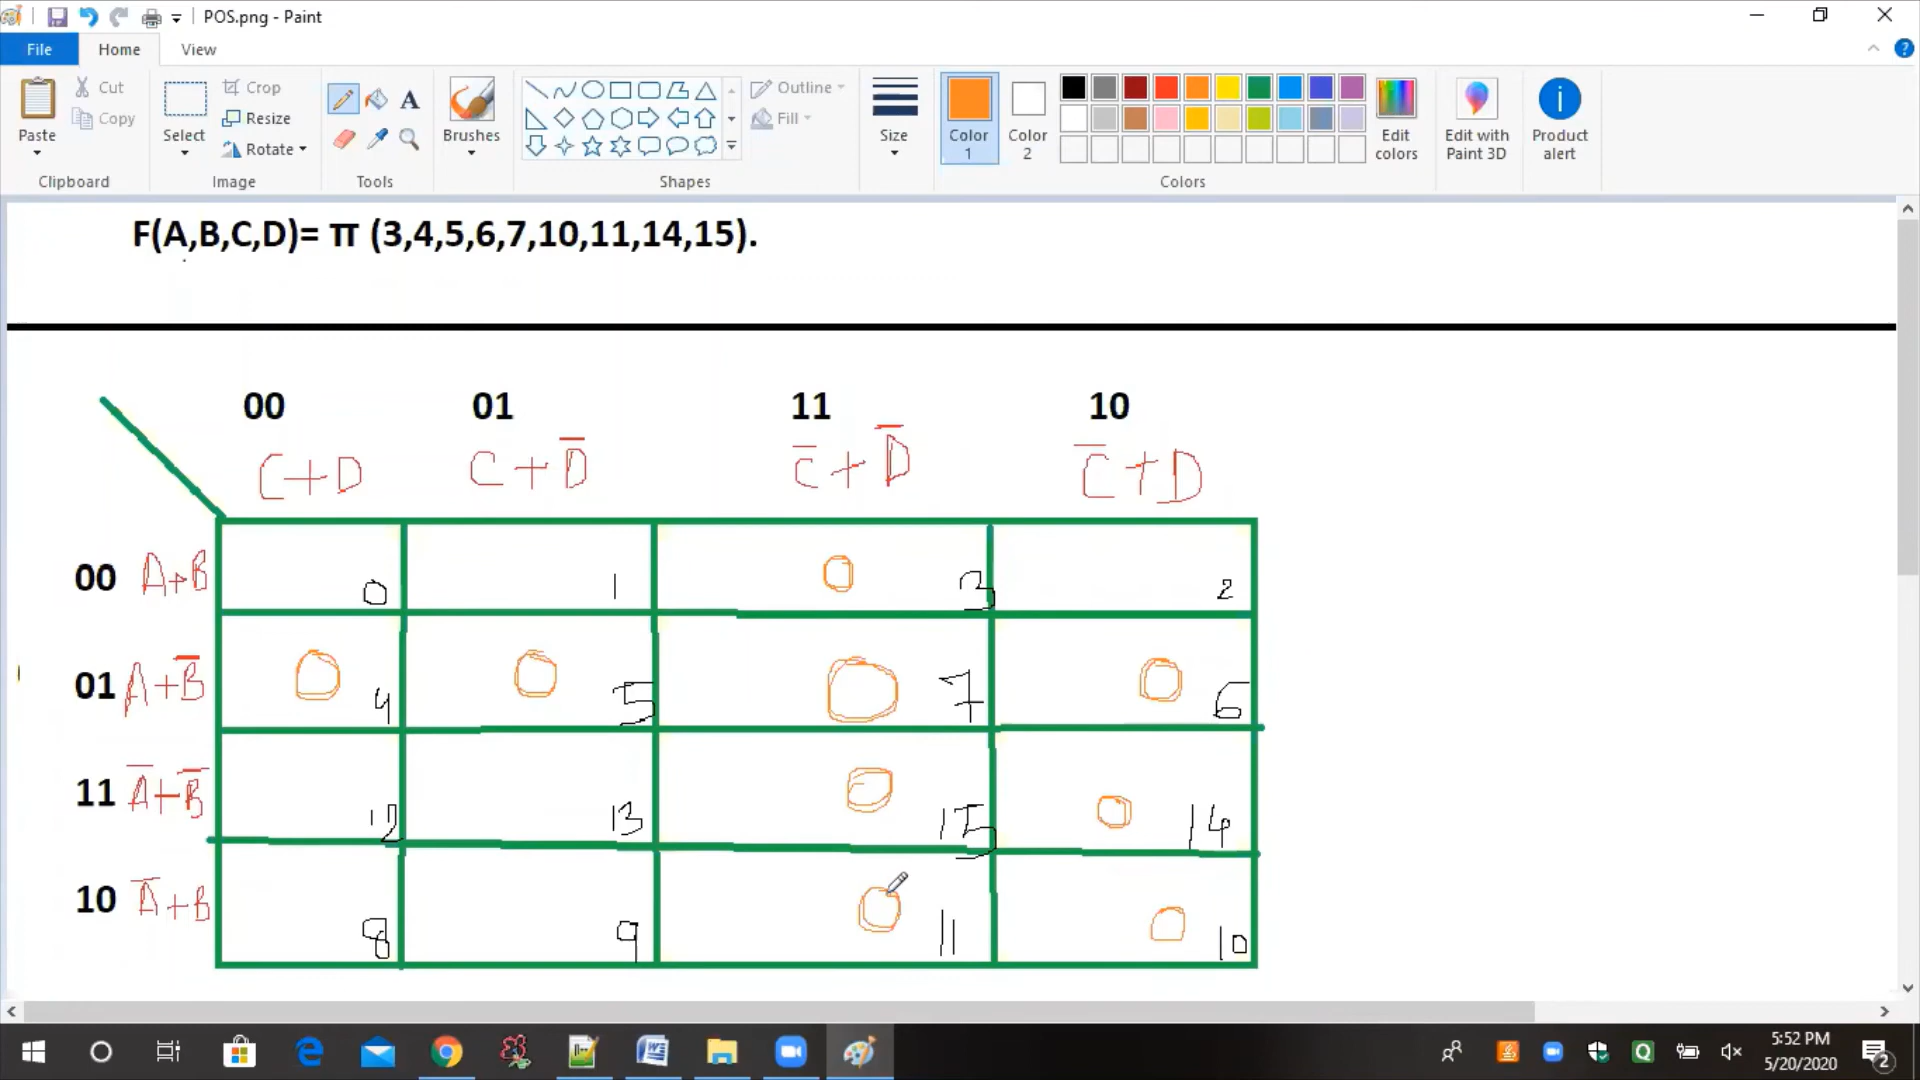 POS.png - Paint
File Home View
Paste
Cut
Copy
Clipboard
Select
Crop
Resize
Rotate
Image
A
Tools
Brushes
Shapes
Outline
Fill
Size
Color 1
Color 2
Colors
Edit colors
Edit with Paint 3D
Product alert
F(A,B,C,D)= π (3,4,5,6,7,10,11,14,15).
00 01 11 10
C+D C+D̅ C̅+D̅ C̅+D
00 A+B 0 1 0 3 2
01 A+B̅ 0 4 0 5 0 7 0 6
11 A̅+B̅ 12 13 0 15 0 14
10 A̅+B 8 9 0 11 0 10
5:52 PM
5/20/2020
2